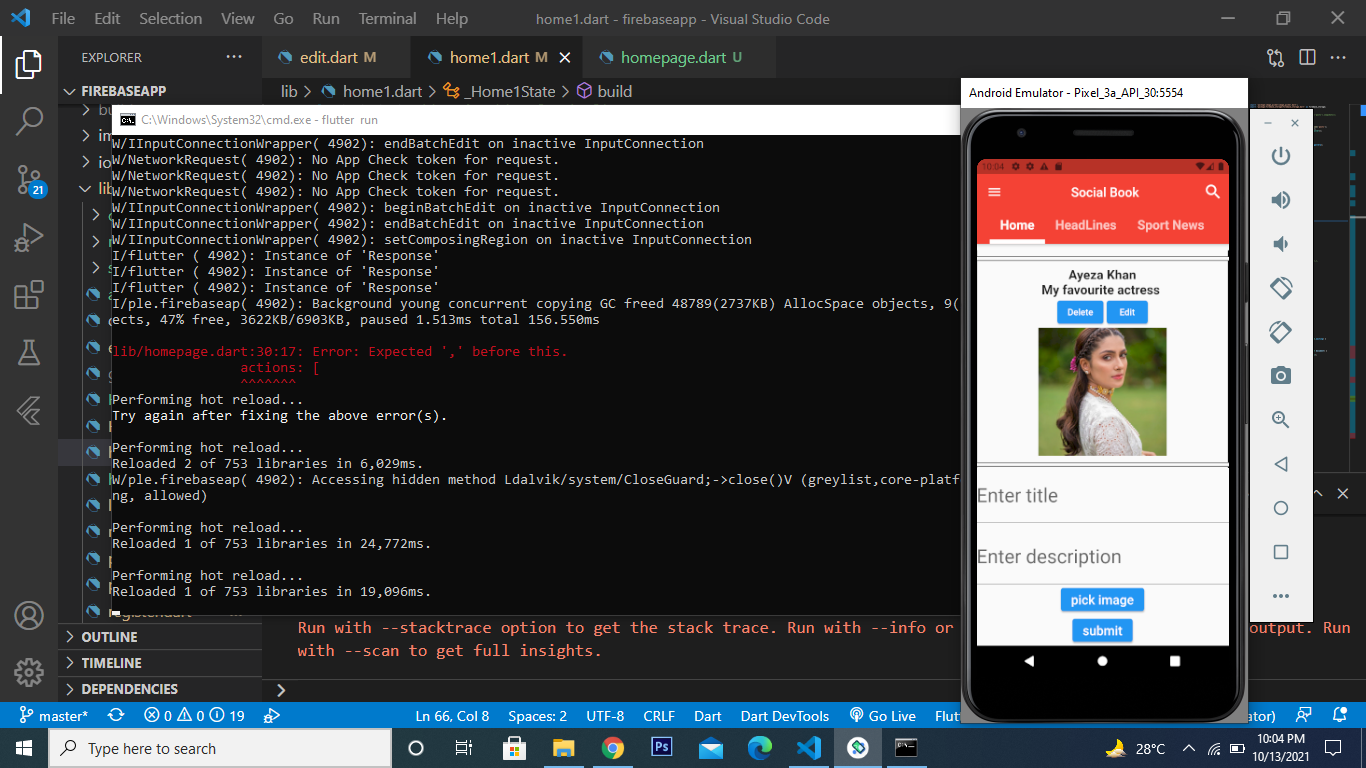 File Edit Selection View Go Run Terminal Help home1.dart - firebaseapp - Visual Studio Code
EXPLORER
edit.dart M home1.dart M homepage.dart U
FIREBASEAPP
lib > home1.dart > _Home1State > build
Android Emulator - Pixel_3a_API_30:5554
C:\Windows\System32\cmd.exe - flutter run
W/IInputConnectionWrapper( 4902): endBatchEdit on inactive InputConnection
W/NetworkRequest( 4902): No App Check token for request.
W/NetworkRequest( 4902): No App Check token for request.
W/NetworkRequest( 4902): No App Check token for request.
W/IInputConnectionWrapper( 4902): beginBatchEdit on inactive InputConnection
W/IInputConnectionWrapper( 4902): endBatchEdit on inactive InputConnection
W/IInputConnectionWrapper( 4902): setComposingRegion on inactive InputConnection
I/flutter ( 4902): Instance of 'Response'
I/flutter ( 4902): Instance of 'Response'
I/flutter ( 4902): Instance of 'Response'
I/ple.firebaseap( 4902): Background young concurrent copying GC freed 48789(2737KB) AllocSpace objects, 9(
ects, 47% free, 3622KB/6903KB, paused 1.513ms total 156.550ms
lib/homepage.dart:30:17: Error: Expected ',' before this.
actions: [
^^^^^^^
Performing hot reload...
Try again after fixing the above error(s).
Performing hot reload...
Reloaded 2 of 753 libraries in 6,029ms.
W/ple.firebaseap( 4902): Accessing hidden method Ldalvik/system/CloseGuard;->close()V (greylist,core-platf
ng, allowed)
Performing hot reload...
Reloaded 1 of 753 libraries in 24,772ms.
Performing hot reload...
Reloaded 1 of 753 libraries in 19,096ms.
10:04
Social Book
Home HeadLines Sport News
Ayeza Khan
My favourite actress
Delete Edit
Enter title
Enter description
pick image
submit
21
lib
OUTLINE
TIMELINE
DEPENDENCIES
Run with --stacktrace option to get the stack trace. Run with --info or
output. Run
with --scan to get full insights.
master* 0 0 19 Ln 66, Col 8 Spaces: 2 UTF-8 CRLF Dart Dart DevTools Go Live
Type here to search
Ps
28°C
10:04 PM
10/13/2021